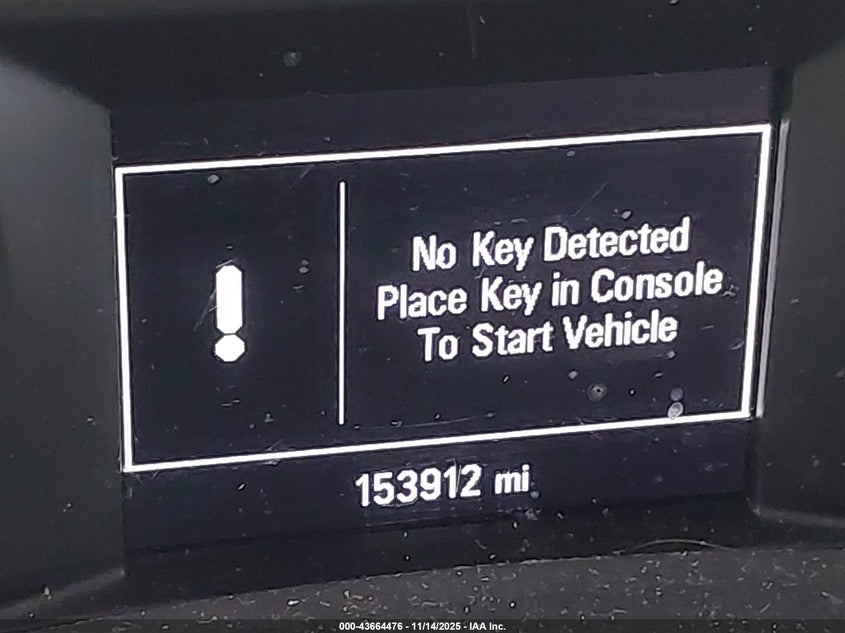 No Key Detected
Place Key in Console
To Start Vehicle
153912 mi
000-43664476 - 11/14/2025 - IAA Inc.